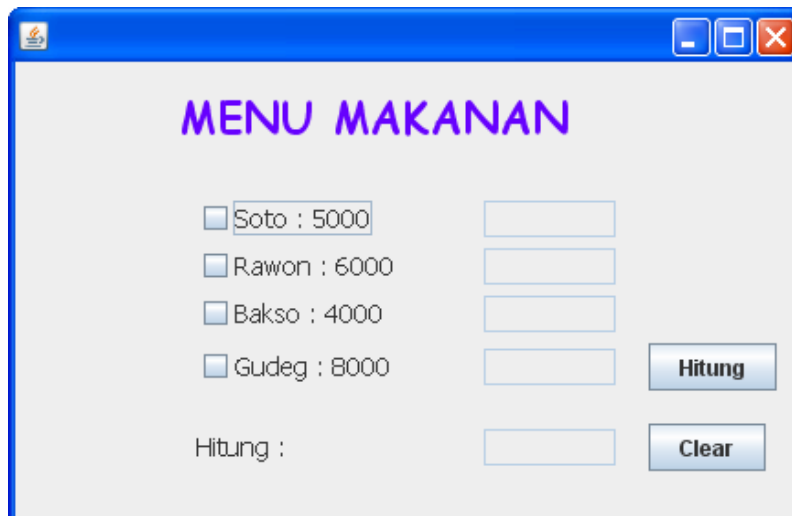 MENU MAKANAN
Soto : 5000
Rawon : 6000
Bakso : 4000
Gudeg : 8000
Hitung
Hitung :
Clear